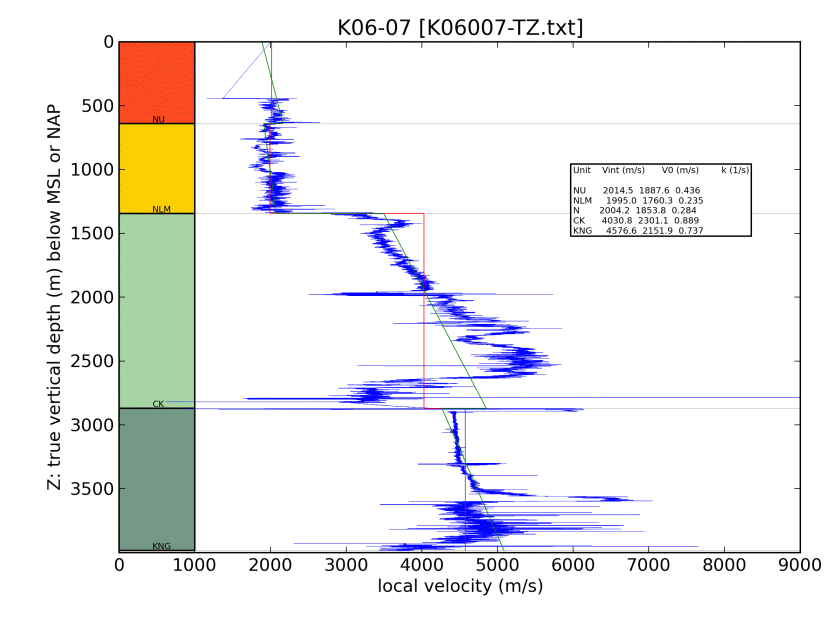 K06-07 [K06007-TZ.txt]
Z: true vertical depth (m) below MSL or NAP
0
500
1000
1500
2000
2500
3000
3500
NU
NLM
CK
KNG
Unit Vint (m/s) V0 (m/s) k (1/s)
NU 2014.5 1887.6 0.436
NLM 1995.0 1760.3 0.235
N 2004.2 1853.8 0.284
CK 4030.8 2301.1 0.889
KNG 4576.6 2151.9 0.737
0 1000 2000 3000 4000 5000 6000 7000 8000 9000
local velocity (m/s)